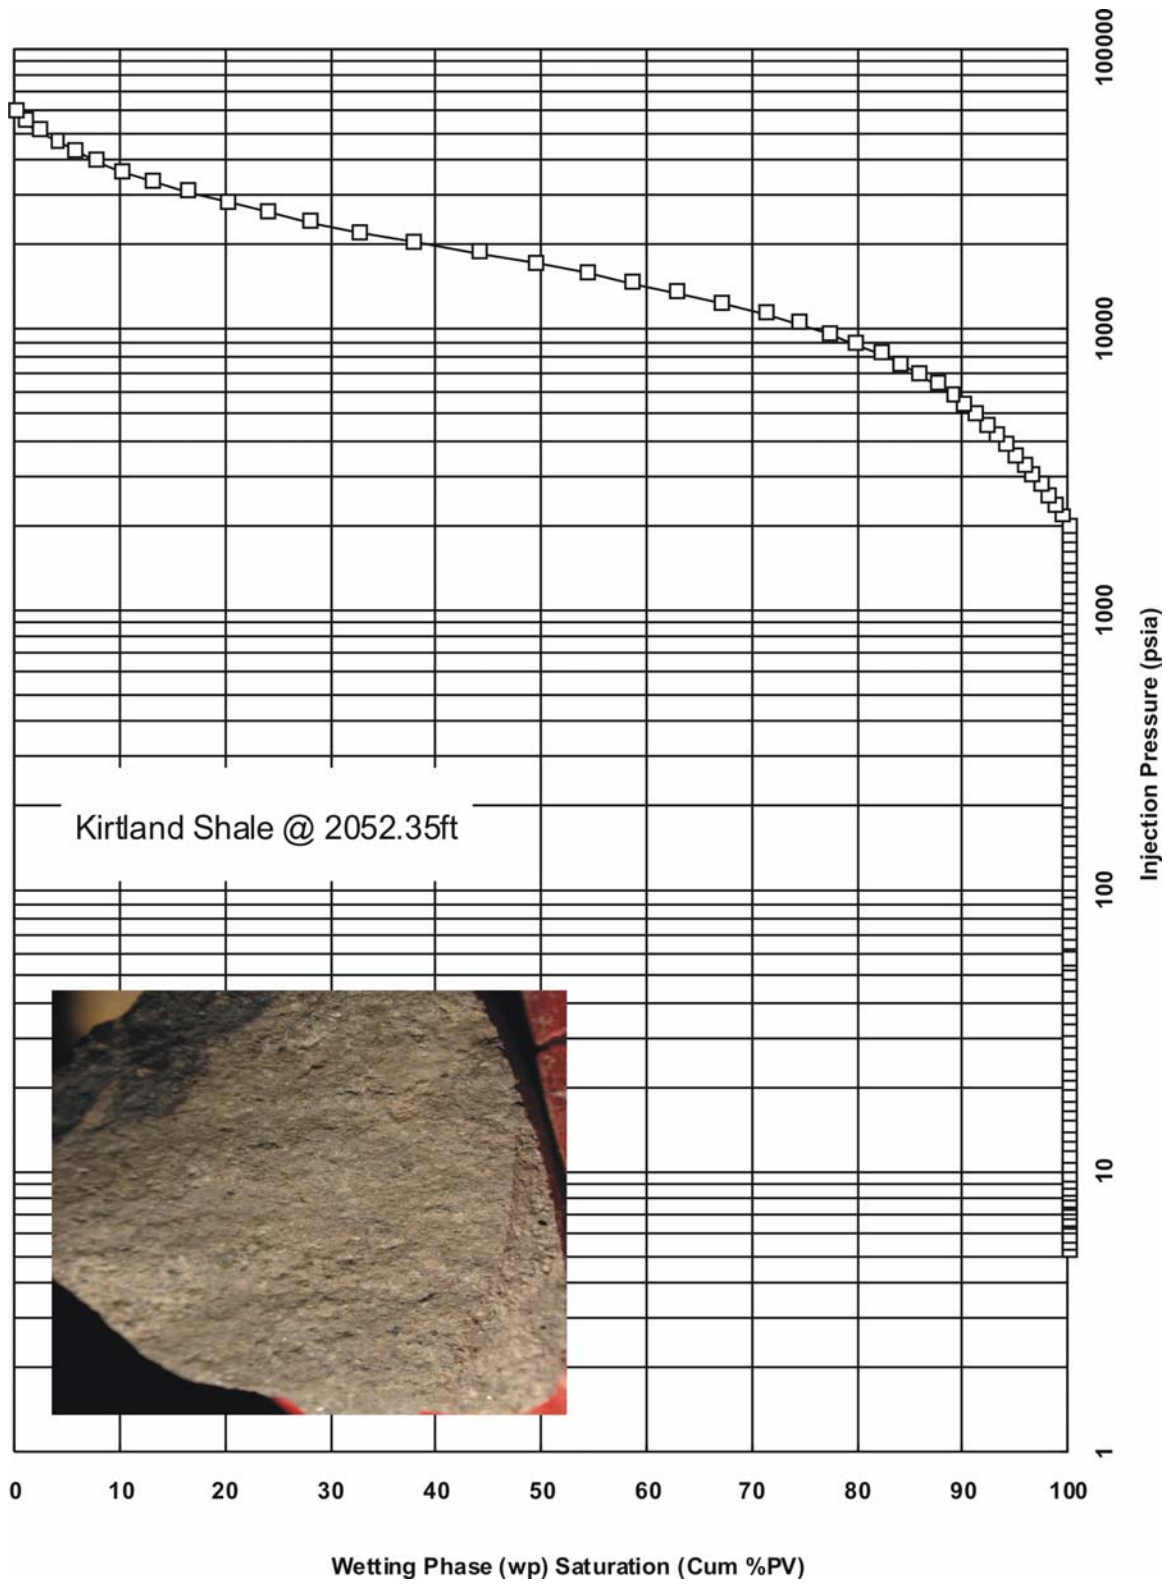 100000
10000
1000
100
10
1
Injection Pressure (psia)
Kirtland Shale @ 2052.35ft
0 10 20 30 40 50 60 70 80 90 100
Wetting Phase (wp) Saturation (Cum %PV)